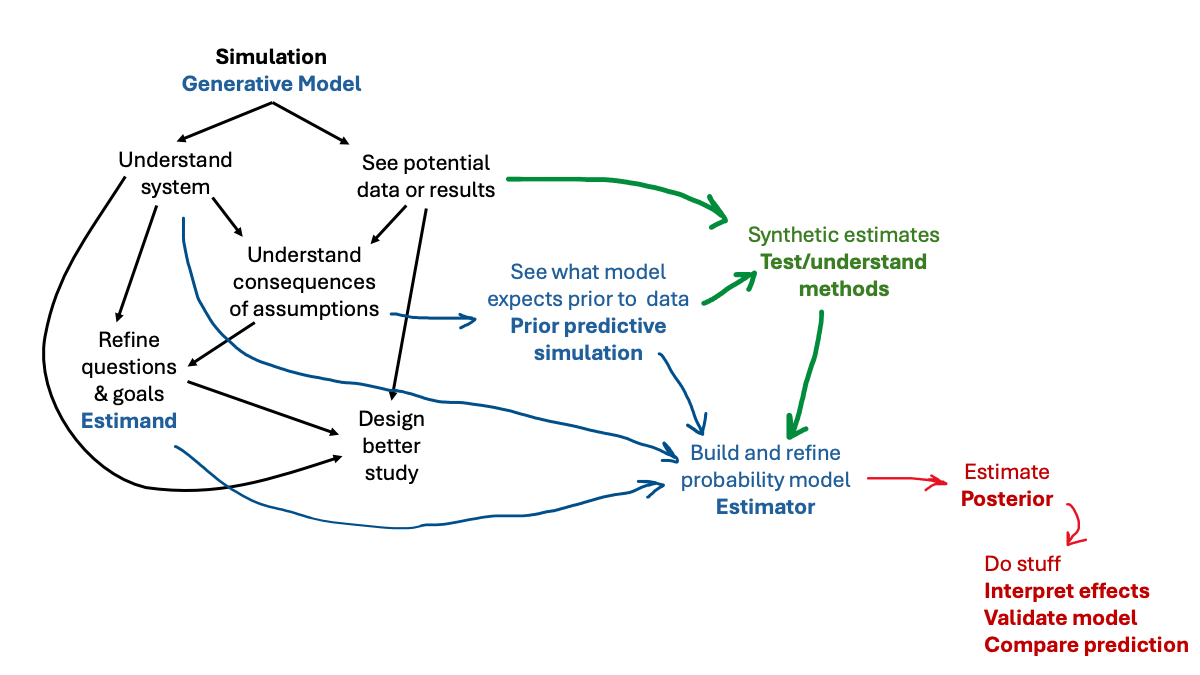 Simulation
Generative Model
Understand
system
See potential
data or results
Understand
consequences
of assumptions
Refine
questions
& goals
Estimand
Design
better
study
See what model
expects prior to data
Prior predictive
simulation
Synthetic estimates
Test/understand
methods
Build and refine
probability model
Estimator
Estimate
Posterior
Do stuff
Interpret effects
Validate model
Compare prediction